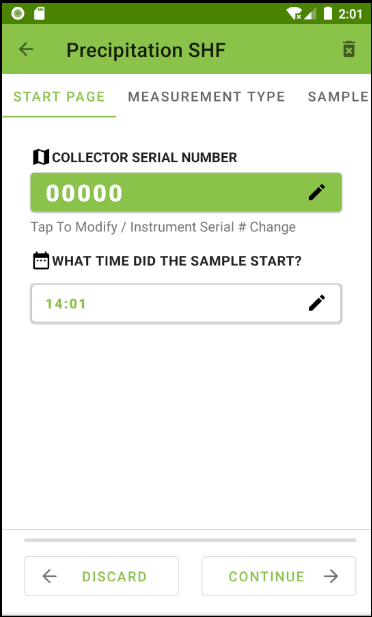 2:01
Precipitation SHF
START PAGE MEASUREMENT TYPE SAMPLE
COLLECTOR SERIAL NUMBER
00000
Tap To Modify / Instrument Serial # Change
WHAT TIME DID THE SAMPLE START?
14:01
DISCARD CONTINUE